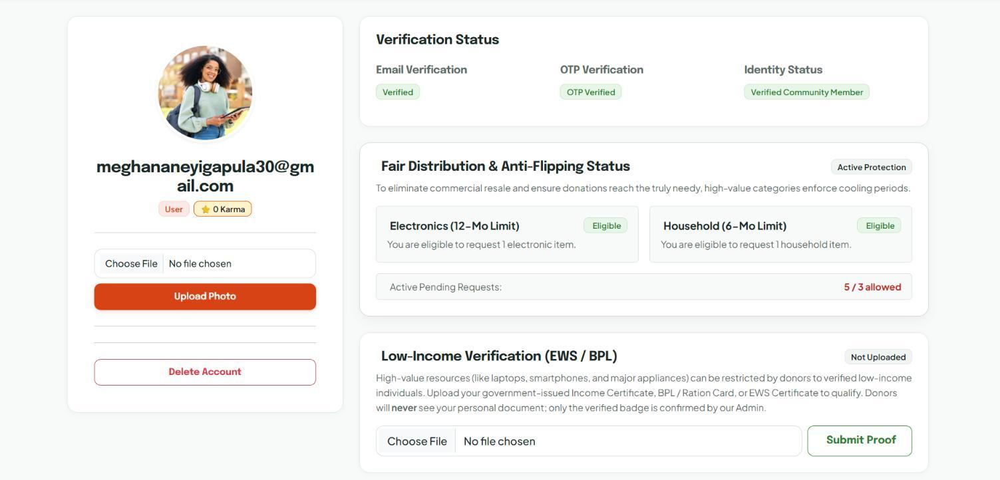 meghananeyigapula30@gm
ail.com
User
0 Karma
Choose File No file chosen
Upload Photo
Delete Account
Verification Status
Email Verification
Verified
OTP Verification
OTP Verified
Identity Status
Verified Community Member
Fair Distribution & Anti-Flipping Status
Active Protection
To eliminate commercial resale and ensure donations reach the truly needy, high-value categories enforce cooling periods.
Electronics (12-Mo Limit)
Eligible
You are eligible to request 1 electronic item.
Household (6-Mo Limit)
Eligible
You are eligible to request 1 household item.
Active Pending Requests:
5 / 3 allowed
Low-Income Verification (EWS / BPL)
Not Uploaded
High-value resources (like laptops, smartphones, and major appliances) can be restricted by donors to verified low-income
individuals. Upload your government-issued Income Certificate, BPL / Ration Card, or EWS Certificate to qualify. Donors
will never see your personal document; only the verified badge is confirmed by our Admin.
Choose File No file chosen
Submit Proof